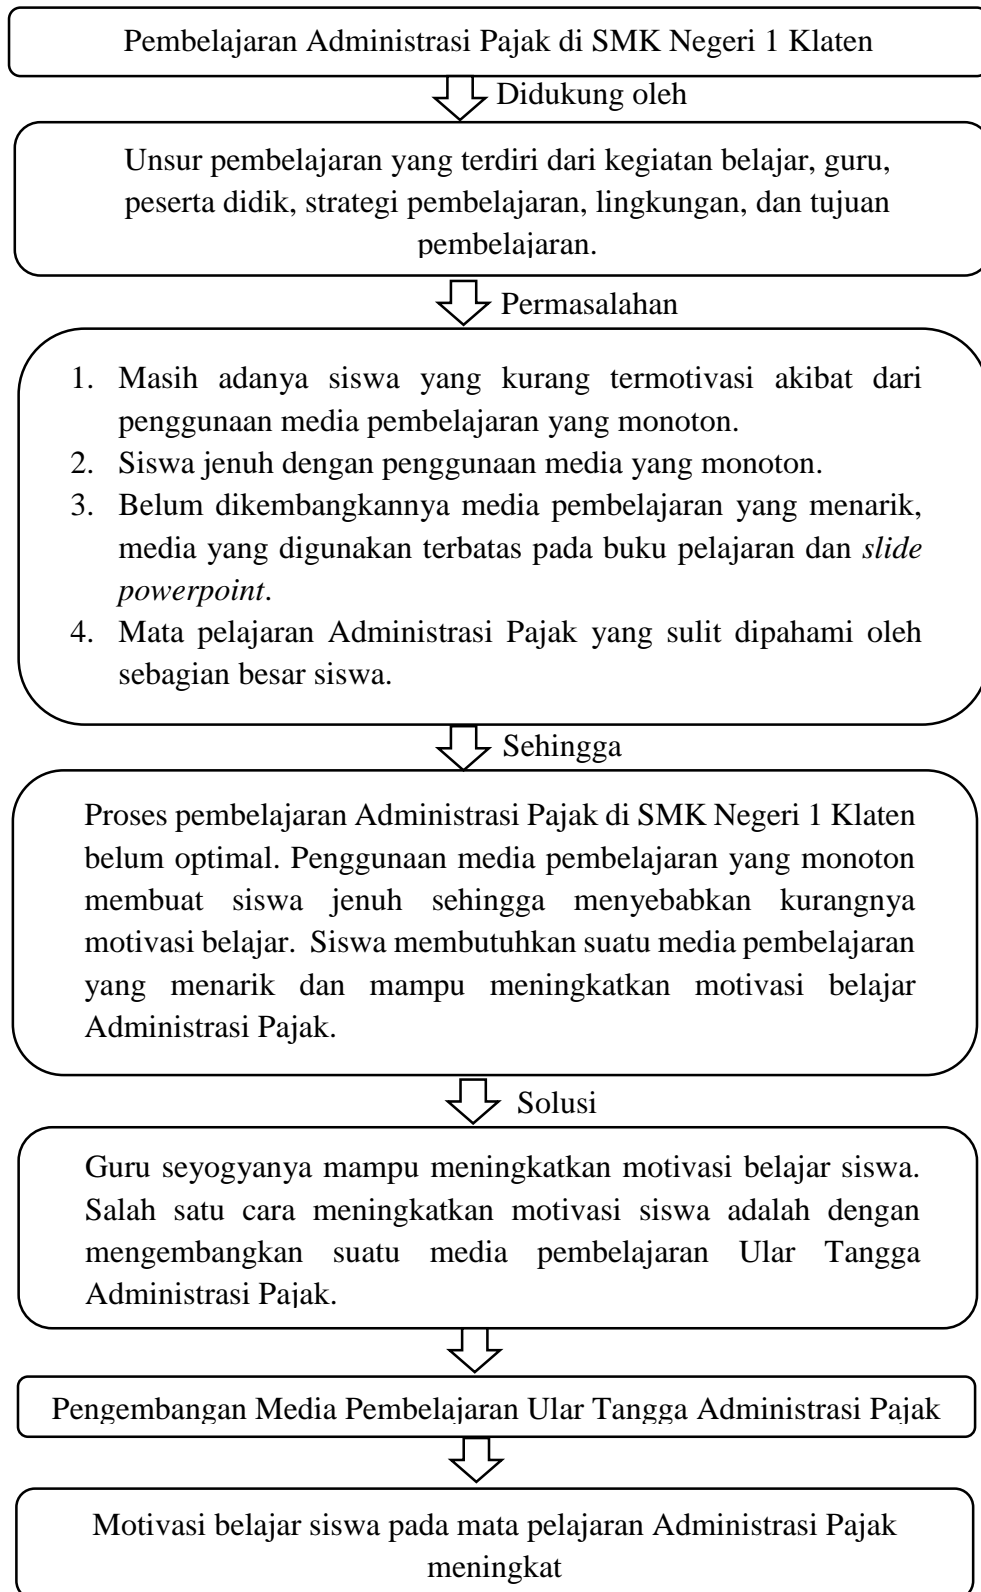 Pembelajaran Administrasi Pajak di SMK Negeri 1 Klaten
Didukung oleh
Unsur pembelajaran yang terdiri dari kegiatan belajar, guru,
peserta didik, strategi pembelajaran, lingkungan, dan tujuan
pembelajaran.
Permasalahan
1. Masih adanya siswa yang kurang termotivasi akibat dari
penggunaan media pembelajaran yang monoton.
2. Siswa jenuh dengan penggunaan media yang monoton.
3. Belum dikembangkannya media pembelajaran yang menarik,
media yang digunakan terbatas pada buku pelajaran dan slide
powerpoint.
4. Mata pelajaran Administrasi Pajak yang sulit dipahami oleh
sebagian besar siswa.
Sehingga
Proses pembelajaran Administrasi Pajak di SMK Negeri 1 Klaten
belum optimal. Penggunaan media pembelajaran yang monoton
membuat siswa jenuh sehingga menyebabkan kurangnya
motivasi belajar. Siswa membutuhkan suatu media pembelajaran
yang menarik dan mampu meningkatkan motivasi belajar
Administrasi Pajak.
Solusi
Guru seyogyanya mampu meningkatkan motivasi belajar siswa.
Salah satu cara meningkatkan motivasi siswa adalah dengan
mengembangkan suatu media pembelajaran Ular Tangga
Administrasi Pajak.
Pengembangan Media Pembelajaran Ular Tangga Administrasi Pajak
Motivasi belajar siswa pada mata pelajaran Administrasi Pajak
meningkat